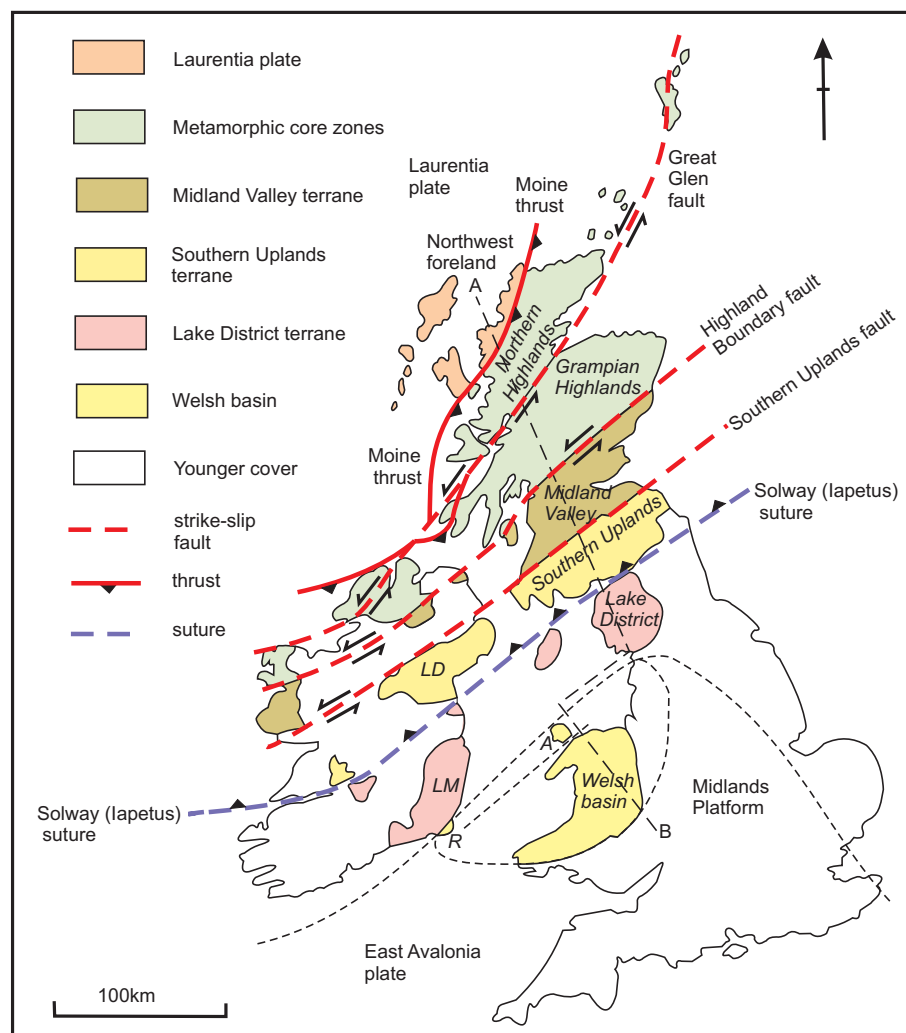 Laurentia plate
Metamorphic core zones
Midland Valley terrane
Southern Uplands
terrane
Lake District terrane
Welsh basin
Younger cover
strike-slip
fault
thrust
suture
Laurentia
plate
Moine
thrust
Northwest
foreland
A
Great
Glen
fault
Northern
Highlands
Grampian
Highlands
Highland
Boundary fault
Southern Uplands fault
Moine
thrust
Midland
Valley
Solway (Iapetus)
suture
Southern Uplands
Lake
District
LD
A
Welsh
basin
Midlands
Platform
LM
B
R
Solway (Iapetus)
suture
East Avalonia
plate
100km